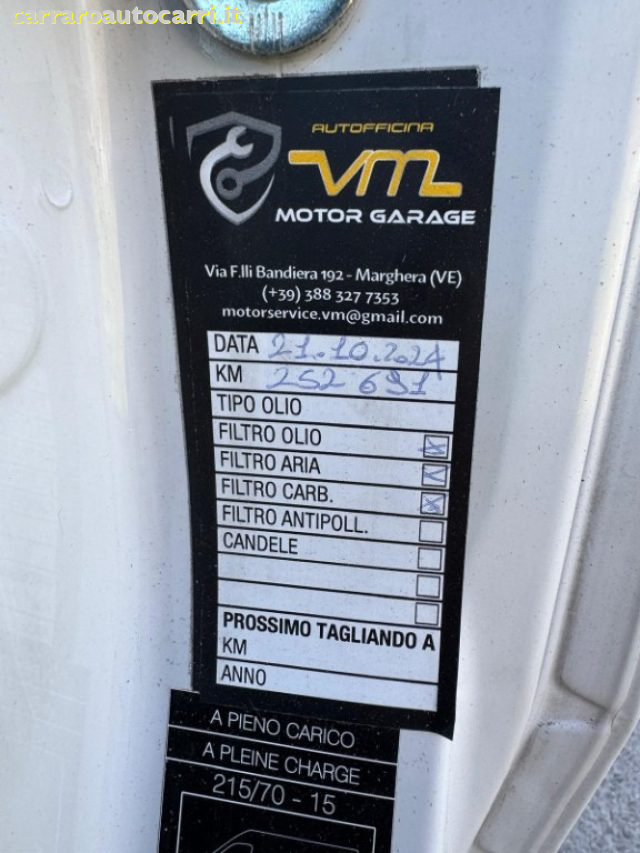 carraroautocarri.it
AUTOFFICINA
VM
MOTOR GARAGE
Via F.lli Bandiera 192 - Marghera (VE)
(+39) 388 327 7353
motorservice.vm@gmail.com
DATA 21.10.2024
KM 252 691
TIPO OLIO
FILTRO OLIO
FILTRO ARIA
FILTRO CARB.
FILTRO ANTIPOLL.
CANDELE
PROSSIMO TAGLIANDO A
KM
ANNO
A PIENO CARICO
A PLEINE CHARGE
215/70 - 15